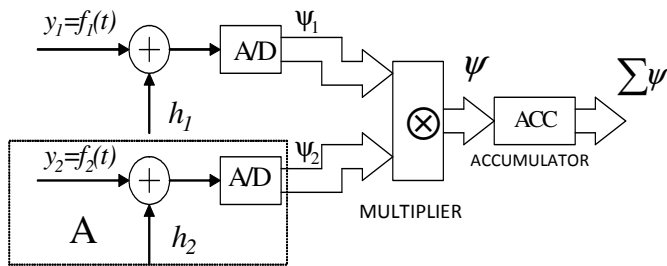 y₁=f₁(t)
+
A/D
ψ₁
h₁
ψ
ACC
∑ψ
ACCUMULATOR
MULTIPLIER
y₂=f₂(t)
+
A/D
ψ₂
A
h₂